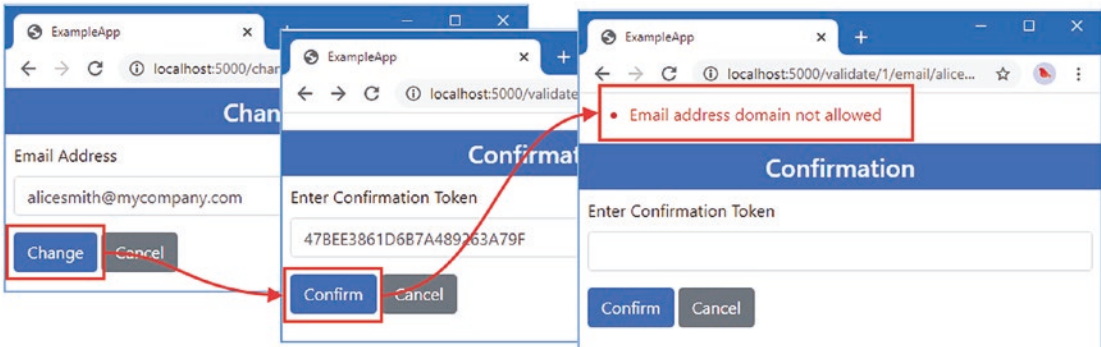 ExampleApp
localhost:5000/chan
Chan
Email Address
alicesmith@mycompany.com
Change Cancel
ExampleApp
localhost:5000/validate
Confirmat
Enter Confirmation Token
47BEE3861D6B7A489263A79F
Confirm Cancel
ExampleApp
localhost:5000/validate/1/email/alice...
Email address domain not allowed
Confirmation
Enter Confirmation Token
Confirm Cancel